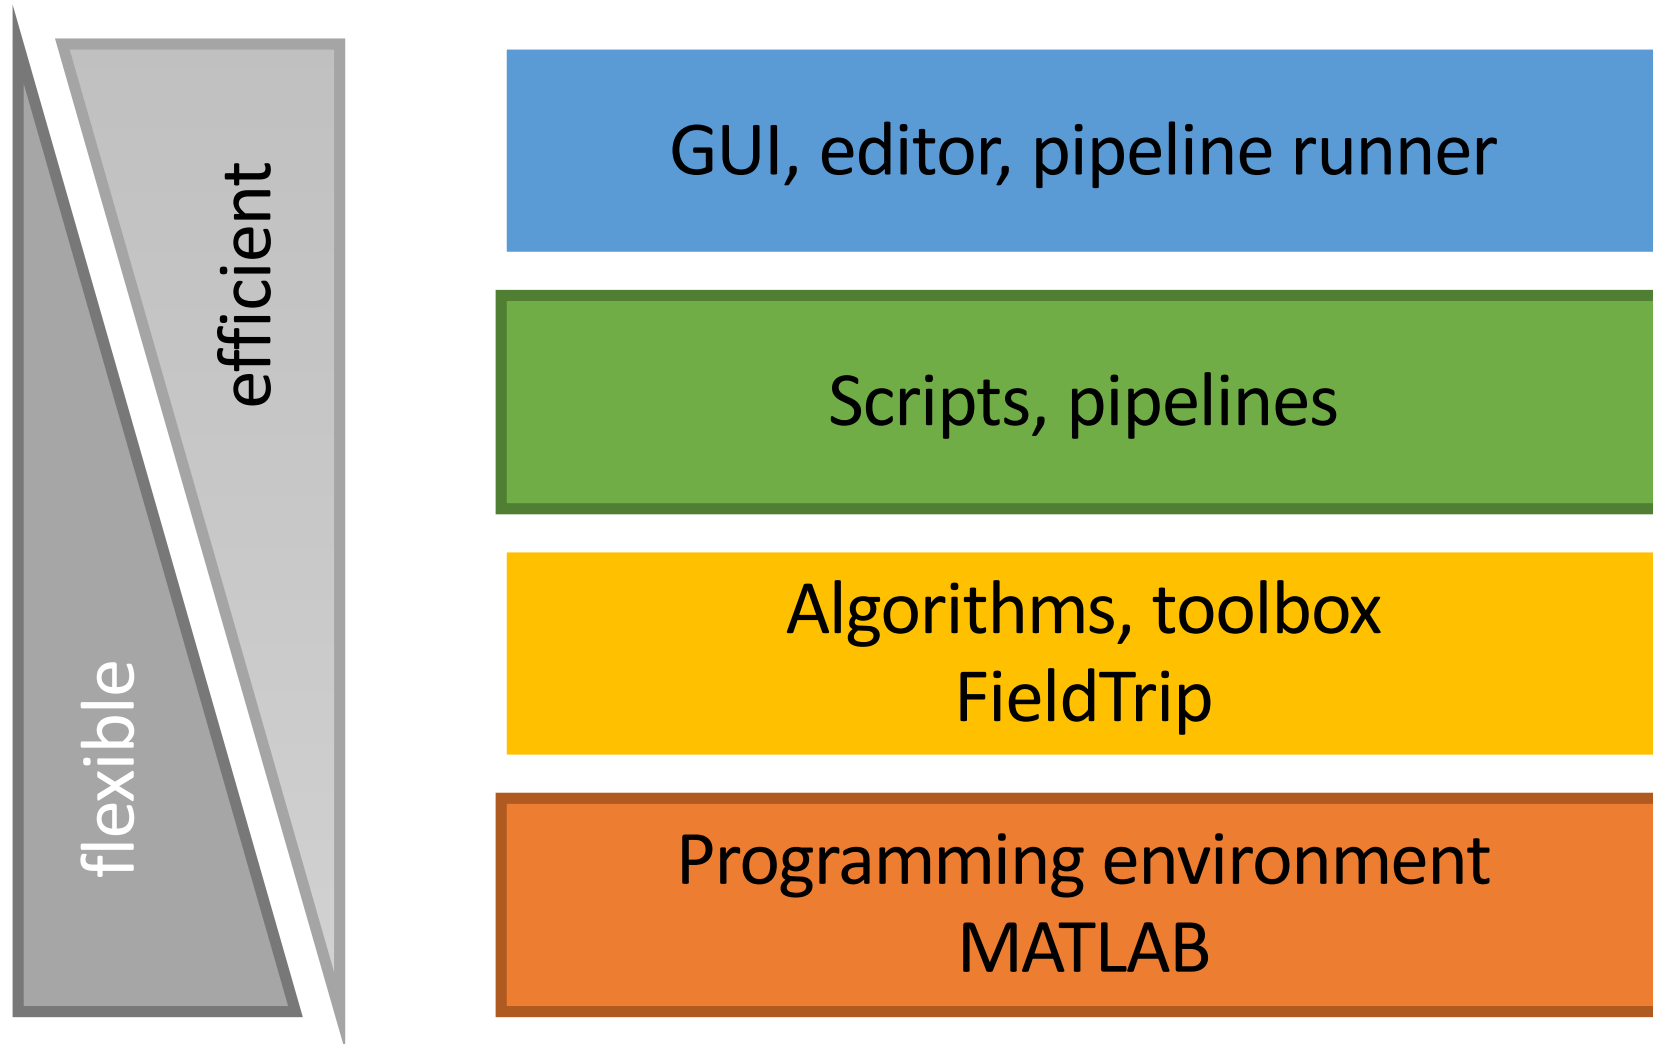 efficient
flexible
GUI, editor, pipeline runner
Scripts, pipelines
Algorithms, toolbox
FieldTrip
Programming environment
MATLAB